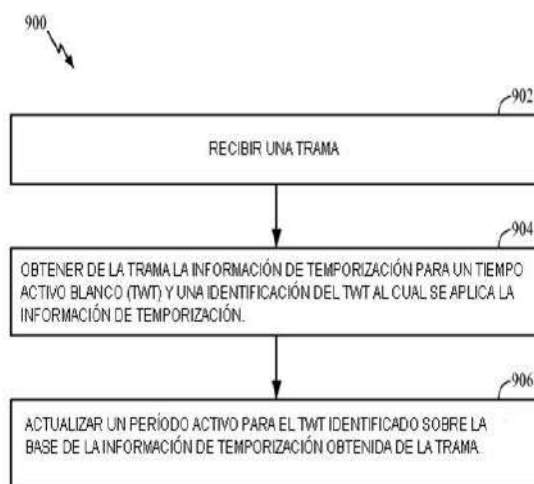 900
902
RECIBIR UNA TRAMA
904
OBTENER DE LA TRAMA LA INFORMACIÓN DE TEMPORIZACIÓN PARA UN TIEMPO
ACTIVO BLANCO (TWT) Y UNA IDENTIFICACIÓN DEL TWT AL CUAL SE APLICA LA
INFORMACIÓN DE TEMPORIZACIÓN.
906
ACTUALIZAR UN PERÍODO ACTIVO PARA EL TWT IDENTIFICADO SOBRE LA
BASE DE LA INFORMACIÓN DE TEMPORIZACIÓN OBTENIDA DE LA TRAMA